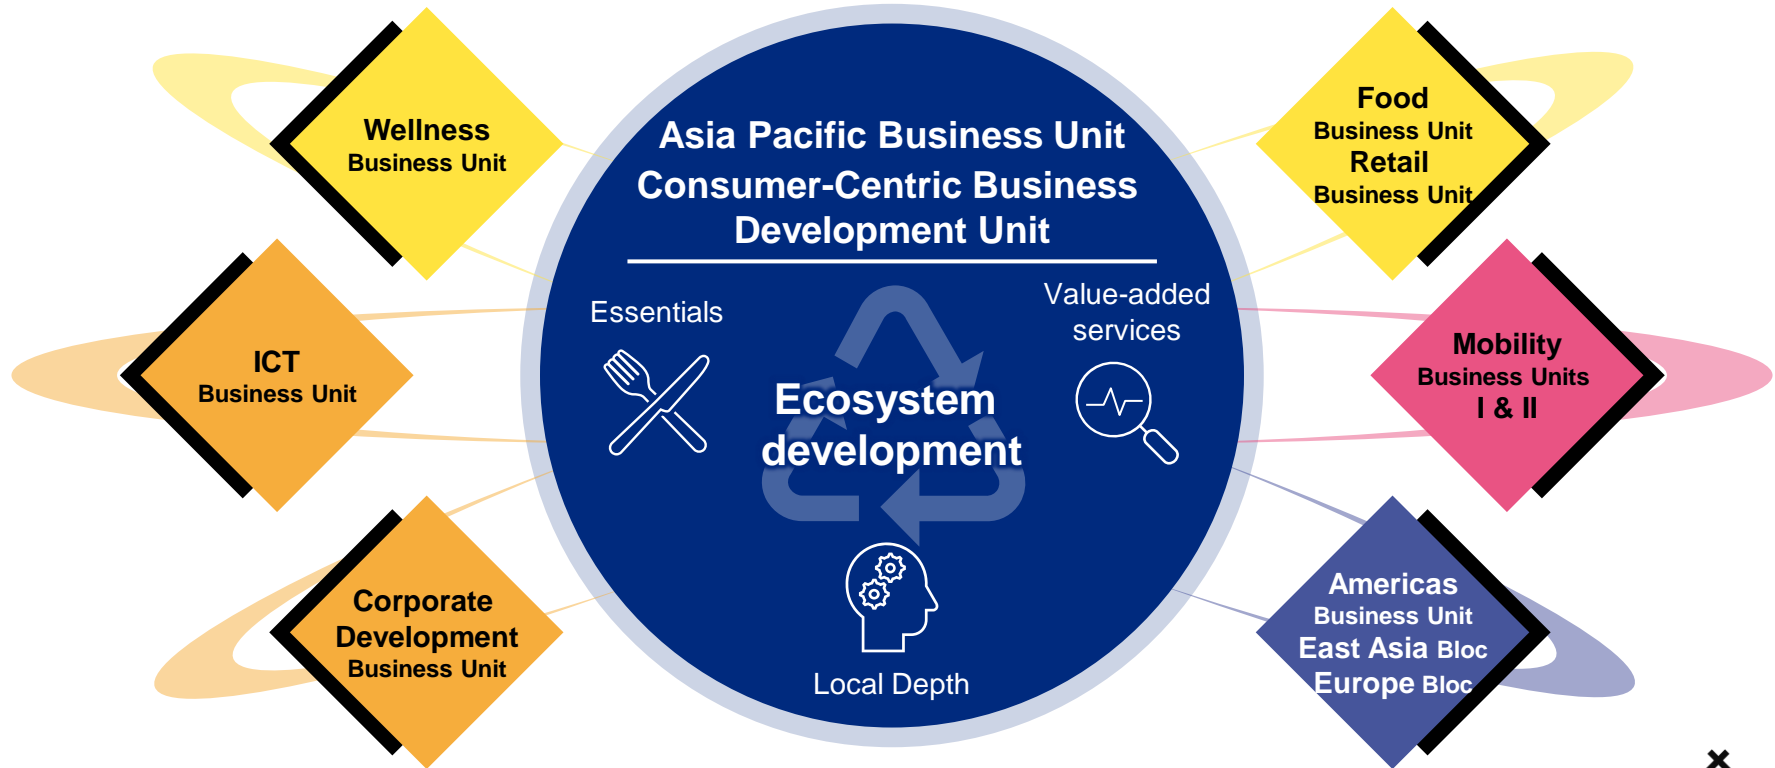 Wellness
Business Unit
ICT
Business Unit
Corporate
Development
Business Unit
Asia Pacific Business Unit
Consumer-Centric Business
Development Unit
Essentials
Value-added
services
Ecosystem
development
Local Depth
Food
Business Unit
Retail
Business Unit
Mobility
Business Units
I & II
Americas
Business Unit
East Asia Bloc
Europe Bloc